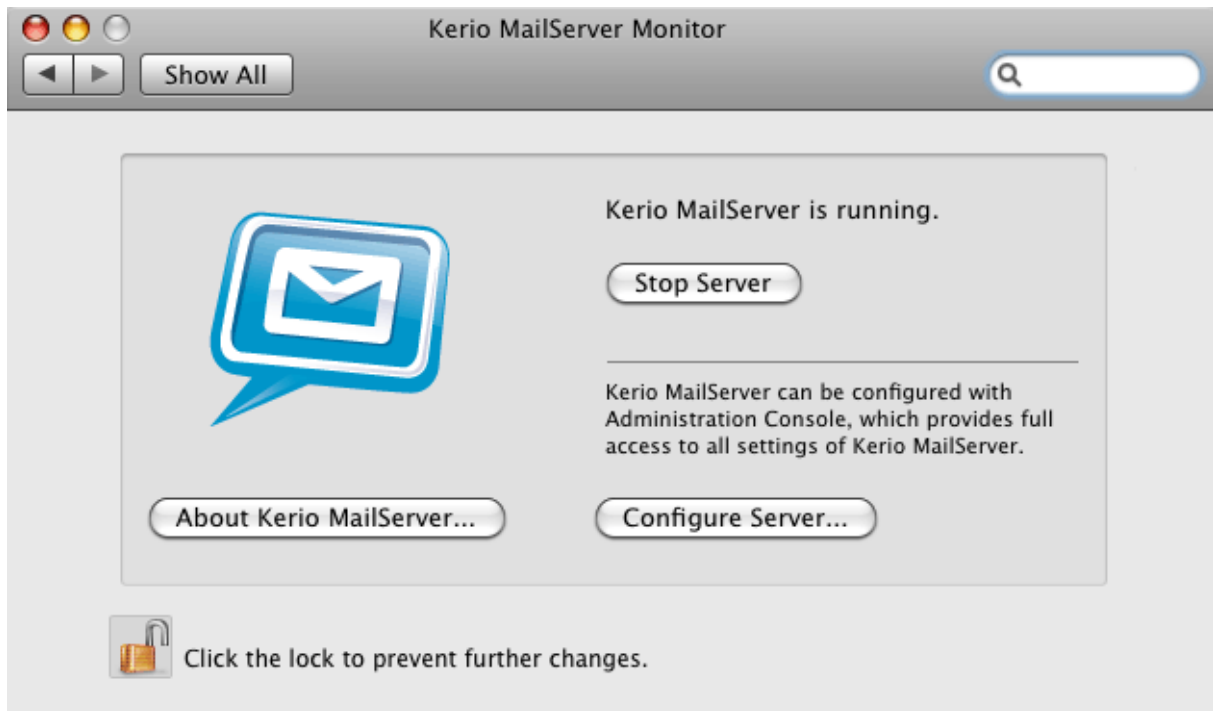 Kerio MailServer Monitor
Show All
Kerio MailServer is running.
Stop Server
Kerio MailServer can be configured with
Administration Console, which provides full
access to all settings of Kerio MailServer.
About Kerio MailServer...
Configure Server...
Click the lock to prevent further changes.